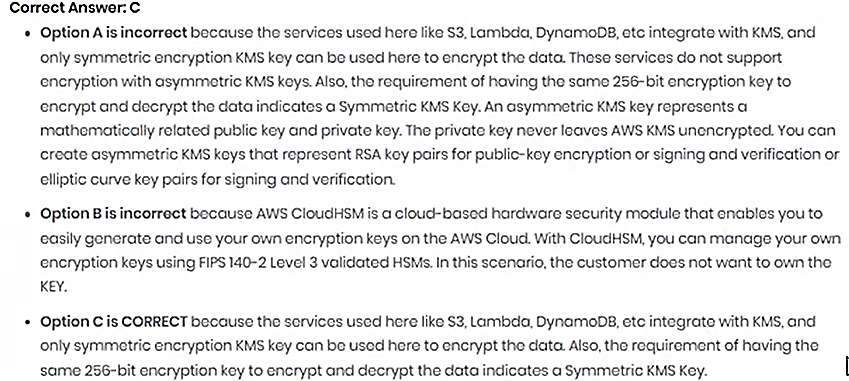 Correct Answer: C
• Option A is incorrect because the services used here like S3, Lambda, DynamoDB, etc integrate with KMS, and
only symmetric encryption KMS key can be used here to encrypt the data. These services do not support
encryption with asymmetric KMS keys. Also, the requirement of having the same 256-bit encryption key to
encrypt and decrypt the data indicates a Symmetric KMS Key. An asymmetric KMS key represents a
mathematically related public key and private key. The private key never leaves AWS KMS unencrypted. You can
create asymmetric KMS keys that represent RSA key pairs for public-key encryption or signing and verification or
elliptic curve key pairs for signing and verification.
• Option B is incorrect because AWS CloudHSM is a cloud-based hardware security module that enables you to
easily generate and use your own encryption keys on the AWS Cloud. With CloudHSM, you can manage your own
encryption keys using FIPS 140-2 Level 3 validated HSMs. In this scenario, the customer does not want to own the
KEY.
• Option C is CORRECT because the services used here like S3, Lambda, DynamoDB, etc integrate with KMS, and
only symmetric encryption KMS key can be used here to encrypt the data. Also, the requirement of having the
same 256-bit encryption key to encrypt and decrypt the data indicates a Symmetric KMS Key.